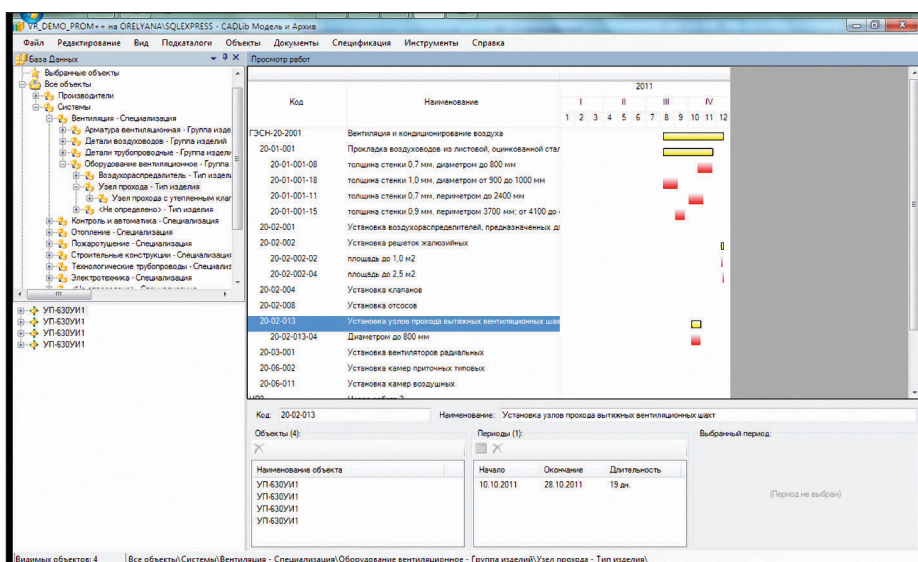 VR_DEMO_PROM++ на ORELYANA\SQLEXPRESS - CADLib Модель и Архив
Файл Редактирование Вид Подкаталоги Объекты Документы Спецификация Инструменты Справка
База Данных
Выбранные объекты
Все объекты
Производители
Системы
Вентиляция - Специализация
Арматура вентиляционная - Группа изде
Детали воздуховодов - Группа изделий
Детали трубопроводные - Группа издели
Оборудование вентиляционное - Группа
Воздухораспредалитель - Тип издел
Узел прохода - Тип изделия
Узел прохода с утепленным клап
<Не определено> - Тип изделия
Контроль и автоматика - Специализация
Отопление - Специализация
Пожаротушение - Специализация
Строительные конструкции - Специализация
Технологические трубопроводы - Специализ
Электротехника - Специализация
УП-630УИ1
УП-630УИ1
УП-630УИ1
УП-630УИ1
Просмотр работ
2011
Код Наименование I II III IV
1 2 3 4 5 6 7 8 9 10 11 12
ГЭСН-20-2001 Вентиляция и кондиционирование воздуха
20-01-001 Прокладка воздуховодов из листовой, оцинкованной стал
20-01-001-08 толщина стенки 0,7 мм, диаметром до 800 мм
20-01-001-18 толщина стенки 1,0 мм, диаметром от 900 до 1000 мм
20-01-001-11 толщина стенки 0,7 мм, периметром до 2400 мм
20-01-001-15 толщина стенки 0,9 мм, периметром 3700 мм; от 4100 до
20-02-001 Установка воздухораспределителей, предназначенных дл
20-02-002 Установка решеток жалюзийных
20-02-002-02 площадь до 1,0 м2
20-02-002-04 площадь до 2,5 м2
20-02-004 Установка клапанов
20-02-008 Установка отсосов
20-02-013 Установка узлов прохода вытяжных вентиляционных шах
20-02-013-04 Диаметром до 800 мм
20-03-001 Установка вентиляторов радиальных
20-06-002 Установка камер приточных типовых
20-06-011 Установка камер воздушных
Код: 20-02-013 Наименование: Установка узлов прохода вытяжных вентиляционных шахт
Объекты (4): Периоды (1): Выбранный период:
Наименование объекта
УП-630УИ1
УП-630УИ1
УП-630УИ1
УП-630УИ1
Начало Окончание Длительность
10.10.2011 28.10.2011 19 дн.
(Период не выбран)
Видимых объектов: 4 Все объекты\Системы\Вентиляция - Специализация\Оборудование вентиляционное - Группа изделий\Узел прохода - Тип изделия\